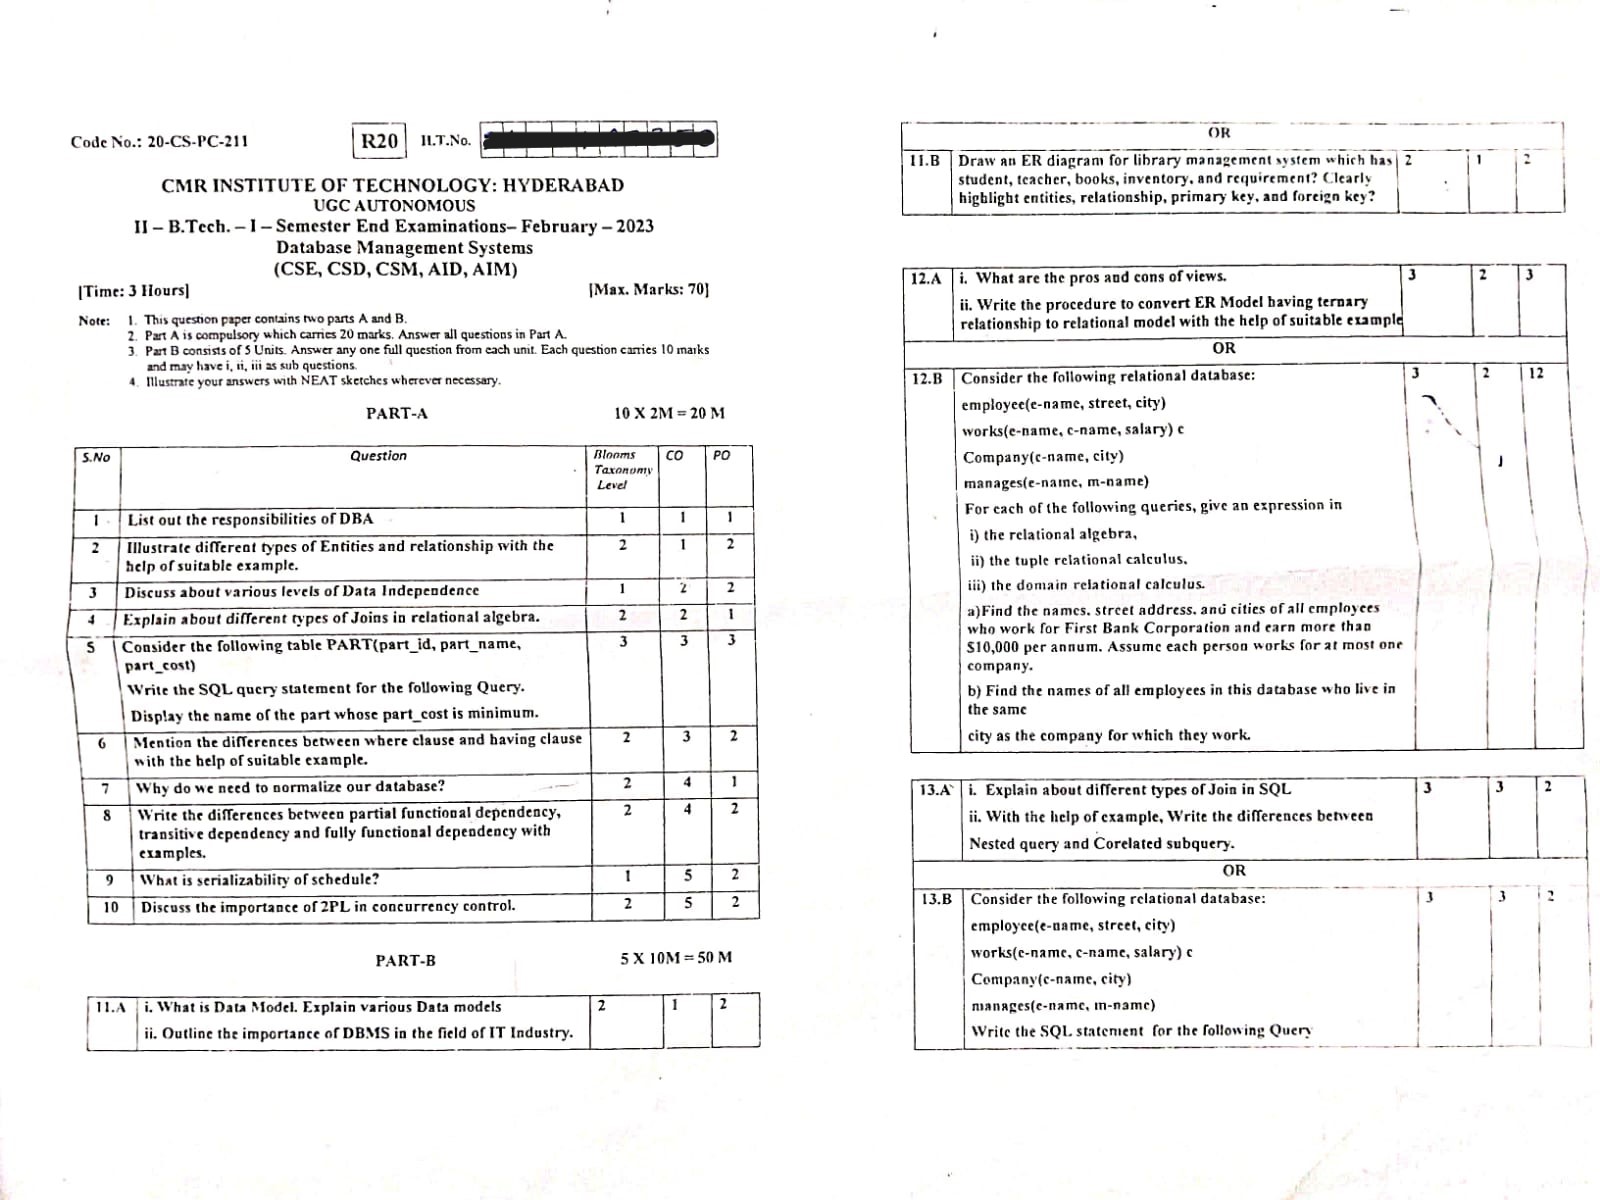 Code No.: 20-CS-PC-211 R20 H.T.No.
CMR INSTITUTE OF TECHNOLOGY: HYDERABAD
UGC AUTONOMOUS
II – B.Tech. – I – Semester End Examinations– February – 2023
Database Management Systems
(CSE, CSD, CSM, AID, AIM)
[Time: 3 Hours] [Max. Marks: 70]
Note: 1. This question paper contains two parts A and B.
2. Part A is compulsory which carries 20 marks. Answer all questions in Part A.
3. Part B consists of 5 Units. Answer any one full question from each unit. Each question carries 10 marks
and may have i, ii, iii as sub questions.
4. Illustrate your answers with NEAT sketches wherever necessary.
PART-A 10 X 2M = 20 M
S.No Question Blooms CO PO
Taxonomy
Level
1 List out the responsibilities of DBA 1 1 1
2 Illustrate different types of Entities and relationship with the 2 1 2
help of suitable example.
3 Discuss about various levels of Data Independence 1 2 2
4 Explain about different types of Joins in relational algebra. 2 2 1
5 Consider the following table PART(part_id, part_name, 3 3 3
part_cost)
Write the SQL query statement for the following Query.
Display the name of the part whose part_cost is minimum.
6 Mention the differences between where clause and having clause 2 3 2
with the help of suitable example.
7 Why do we need to normalize our database? 2 4 1
8 Write the differences between partial functional dependency, 2 4 2
transitive dependency and fully functional dependency with
examples.
9 What is serializability of schedule? 1 5 2
10 Discuss the importance of 2PL in concurrency control. 2 5 2
PART-B 5 X 10M = 50 M
11.A i. What is Data Model. Explain various Data models 2 1 2
ii. Outline the importance of DBMS in the field of IT Industry.
OR
11.B Draw an ER diagram for library management system which has 2 1 2
student, teacher, books, inventory, and requirement? Clearly
highlight entities, relationship, primary key, and foreign key?
12.A i. What are the pros and cons of views. 3 2 3
ii. Write the procedure to convert ER Model having ternary
relationship to relational model with the help of suitable example
OR
12.B Consider the following relational database: 3 2 12
employee(e-name, street, city)
works(e-name, c-name, salary) c
Company(c-name, city)
manages(e-name, m-name)
For each of the following queries, give an expression in
i) the relational algebra,
ii) the tuple relational calculus,
iii) the domain relational calculus.
a)Find the names, street address, and cities of all employees
who work for First Bank Corporation and earn more than
$10,000 per annum. Assume each person works for at most one
company.
b) Find the names of all employees in this database who live in
the same
city as the company for which they work.
13.A i. Explain about different types of Join in SQL 3 3 2
ii. With the help of example, Write the differences between
Nested query and Corelated subquery.
OR
13.B Consider the following relational database: 3 3 2
employee(e-name, street, city)
works(e-name, c-name, salary) c
Company(c-name, city)
manages(e-name, m-name)
Write the SQL statement for the following Query